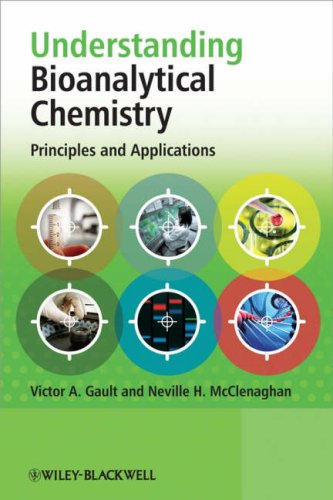 Understanding
Bioanalytical
Chemistry
Principles and Applications
Victor A. Gault and Neville H. McClenaghan
WILEY-BLACKWELL